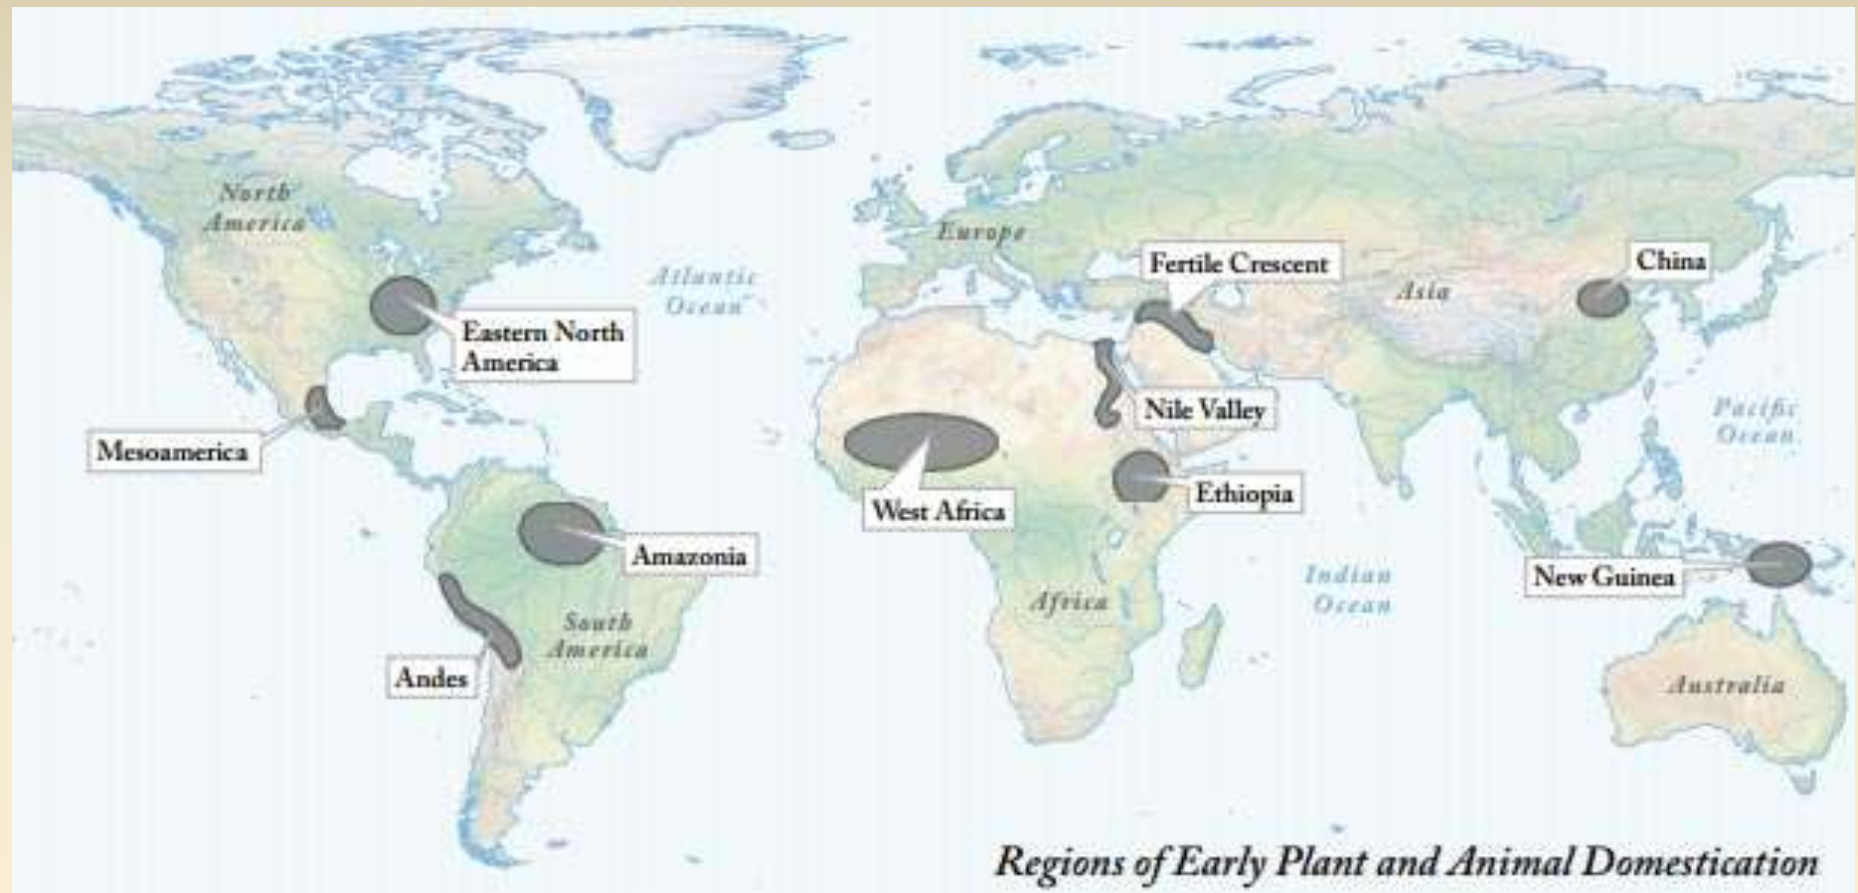 North
America
Atlantic
Ocean
Europe
Fertile Crescent
Asia
China
Eastern North
America
Mesoamerica
Nile Valley
Pacific
Ocean
West Africa
Ethiopia
Amazonia
Indian
Ocean
New Guinea
Africa
South
America
Andes
Australia
Regions of Early Plant and Animal Domestication